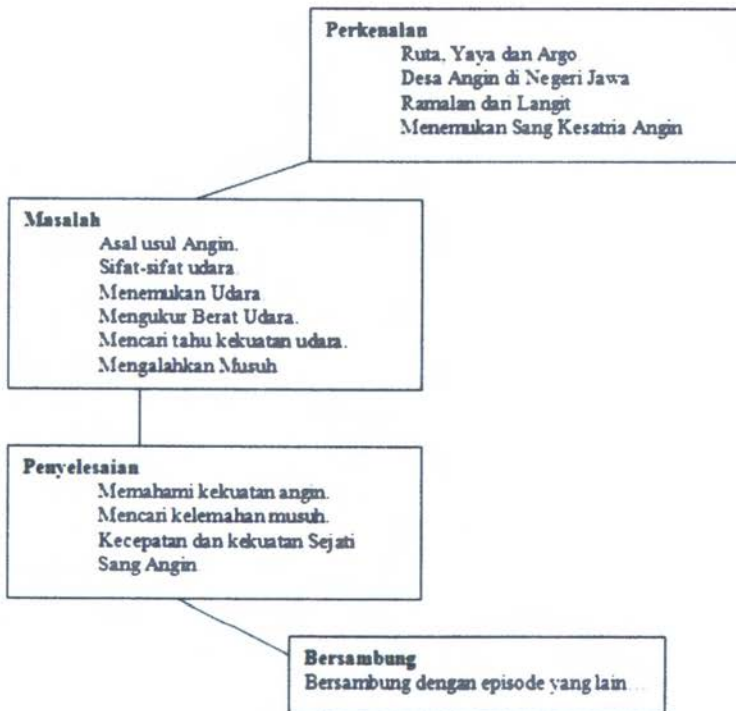 Perkenalan
Ruta, Yaya dan Argo
Desa Angin di Negeri Jawa
Ramalan dari Langit
Menemukan Sang Kesatria Angin
Masalah
Asal usul Angin.
Sifat-sifat udara
Menemukan Udara
Mengukur Berat Udara.
Mencari tahu kekuatan udara.
Mengalahkan Musuh
Penyelesaian
Memahami kekuatan angin.
Mencari kelemahan musuh.
Kecepatan dan kekuatan Sejati
Sang Angin
Bersambung
Bersambung dengan episode yang lain...